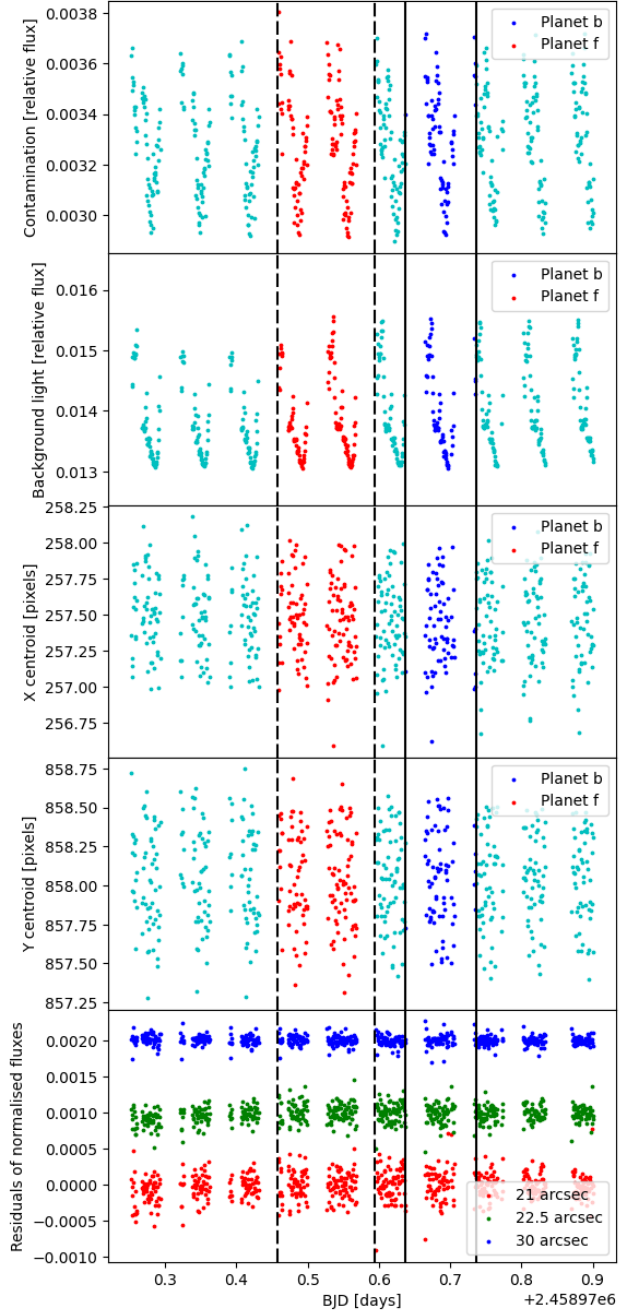 Contamination [relative flux]
0.0038
0.0036
0.0034
0.0032
0.0030
Planet b
Planet f
Background light [relative flux]
0.016
0.015
0.014
0.013
Planet b
Planet f
X centroid [pixels]
258.25
258.00
257.75
257.50
257.25
257.00
256.75
Planet b
Planet f
Y centroid [pixels]
858.75
858.50
858.25
858.00
857.75
857.50
857.25
Planet b
Planet f
Residuals of normalised fluxes
0.0020
0.0015
0.0010
0.0005
0.0000
−0.0005
−0.0010
21 arcsec
22.5 arcsec
30 arcsec
0.3 0.4 0.5 0.6 0.7 0.8 0.9
BJD [days]
+2.45897e6